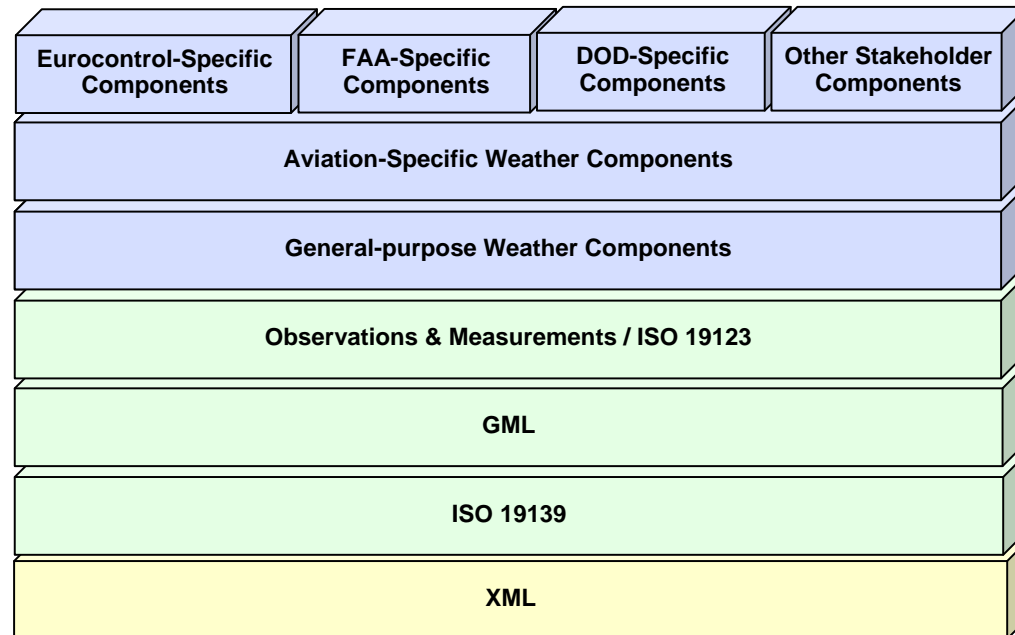 Eurocontrol-Specific
Components
FAA-Specific
Components
DOD-Specific
Components
Other Stakeholder
Components
Aviation-Specific Weather Components
General-purpose Weather Components
Observations & Measurements / ISO 19123
GML
ISO 19139
XML